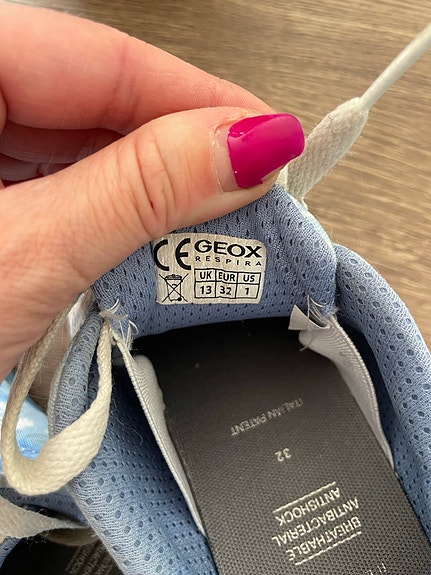 CE GEOX
RESPIRA
UK EUR US
13 32 1
ITALIAN PATENT
32
BREATHABLE
ANTIBACTERIAL
ANTISHOCK